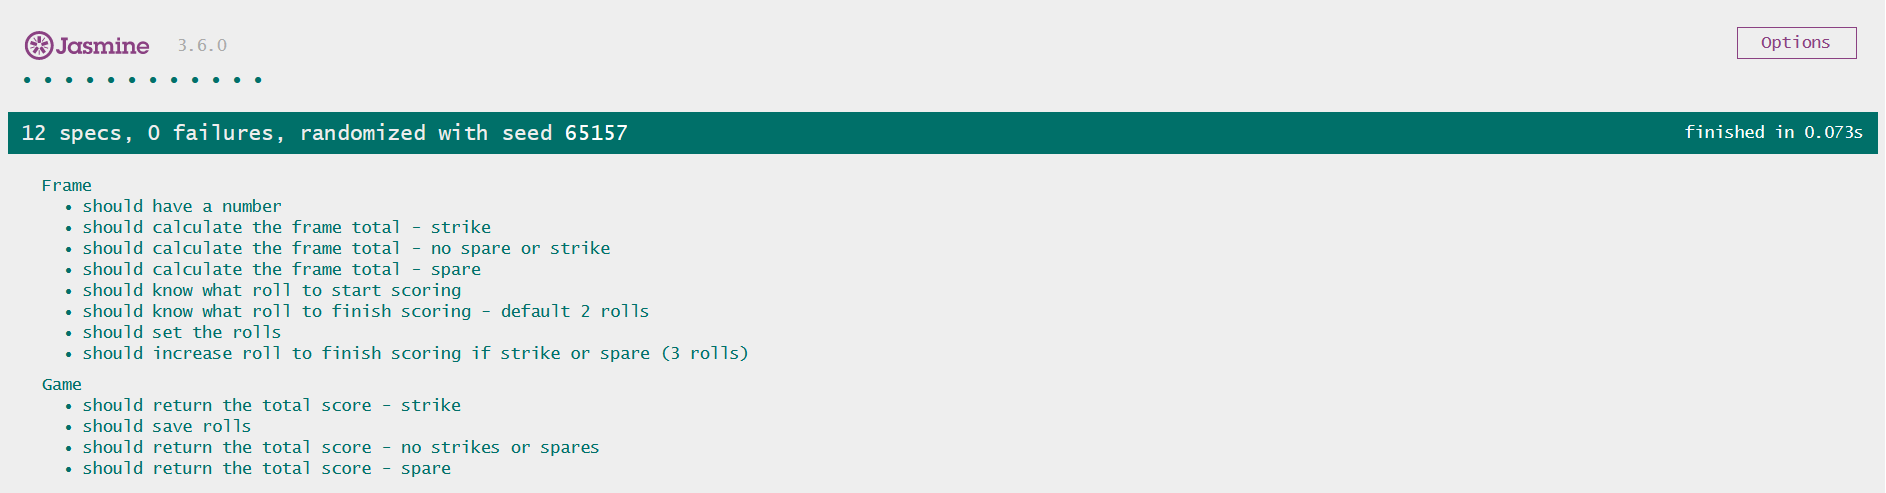 Jasmine 3.6.0 Options
• • • • • • • • • • • •
12 specs, 0 failures, randomized with seed 65157 finished in 0.073s
Frame
• should have a number
• should calculate the frame total - strike
• should calculate the frame total - no spare or strike
• should calculate the frame total - spare
• should know what roll to start scoring
• should know what roll to finish scoring - default 2 rolls
• should set the rolls
• should increase roll to finish scoring if strike or spare (3 rolls)
Game
• should return the total score - strike
• should save rolls
• should return the total score - no strikes or spares
• should return the total score - spare